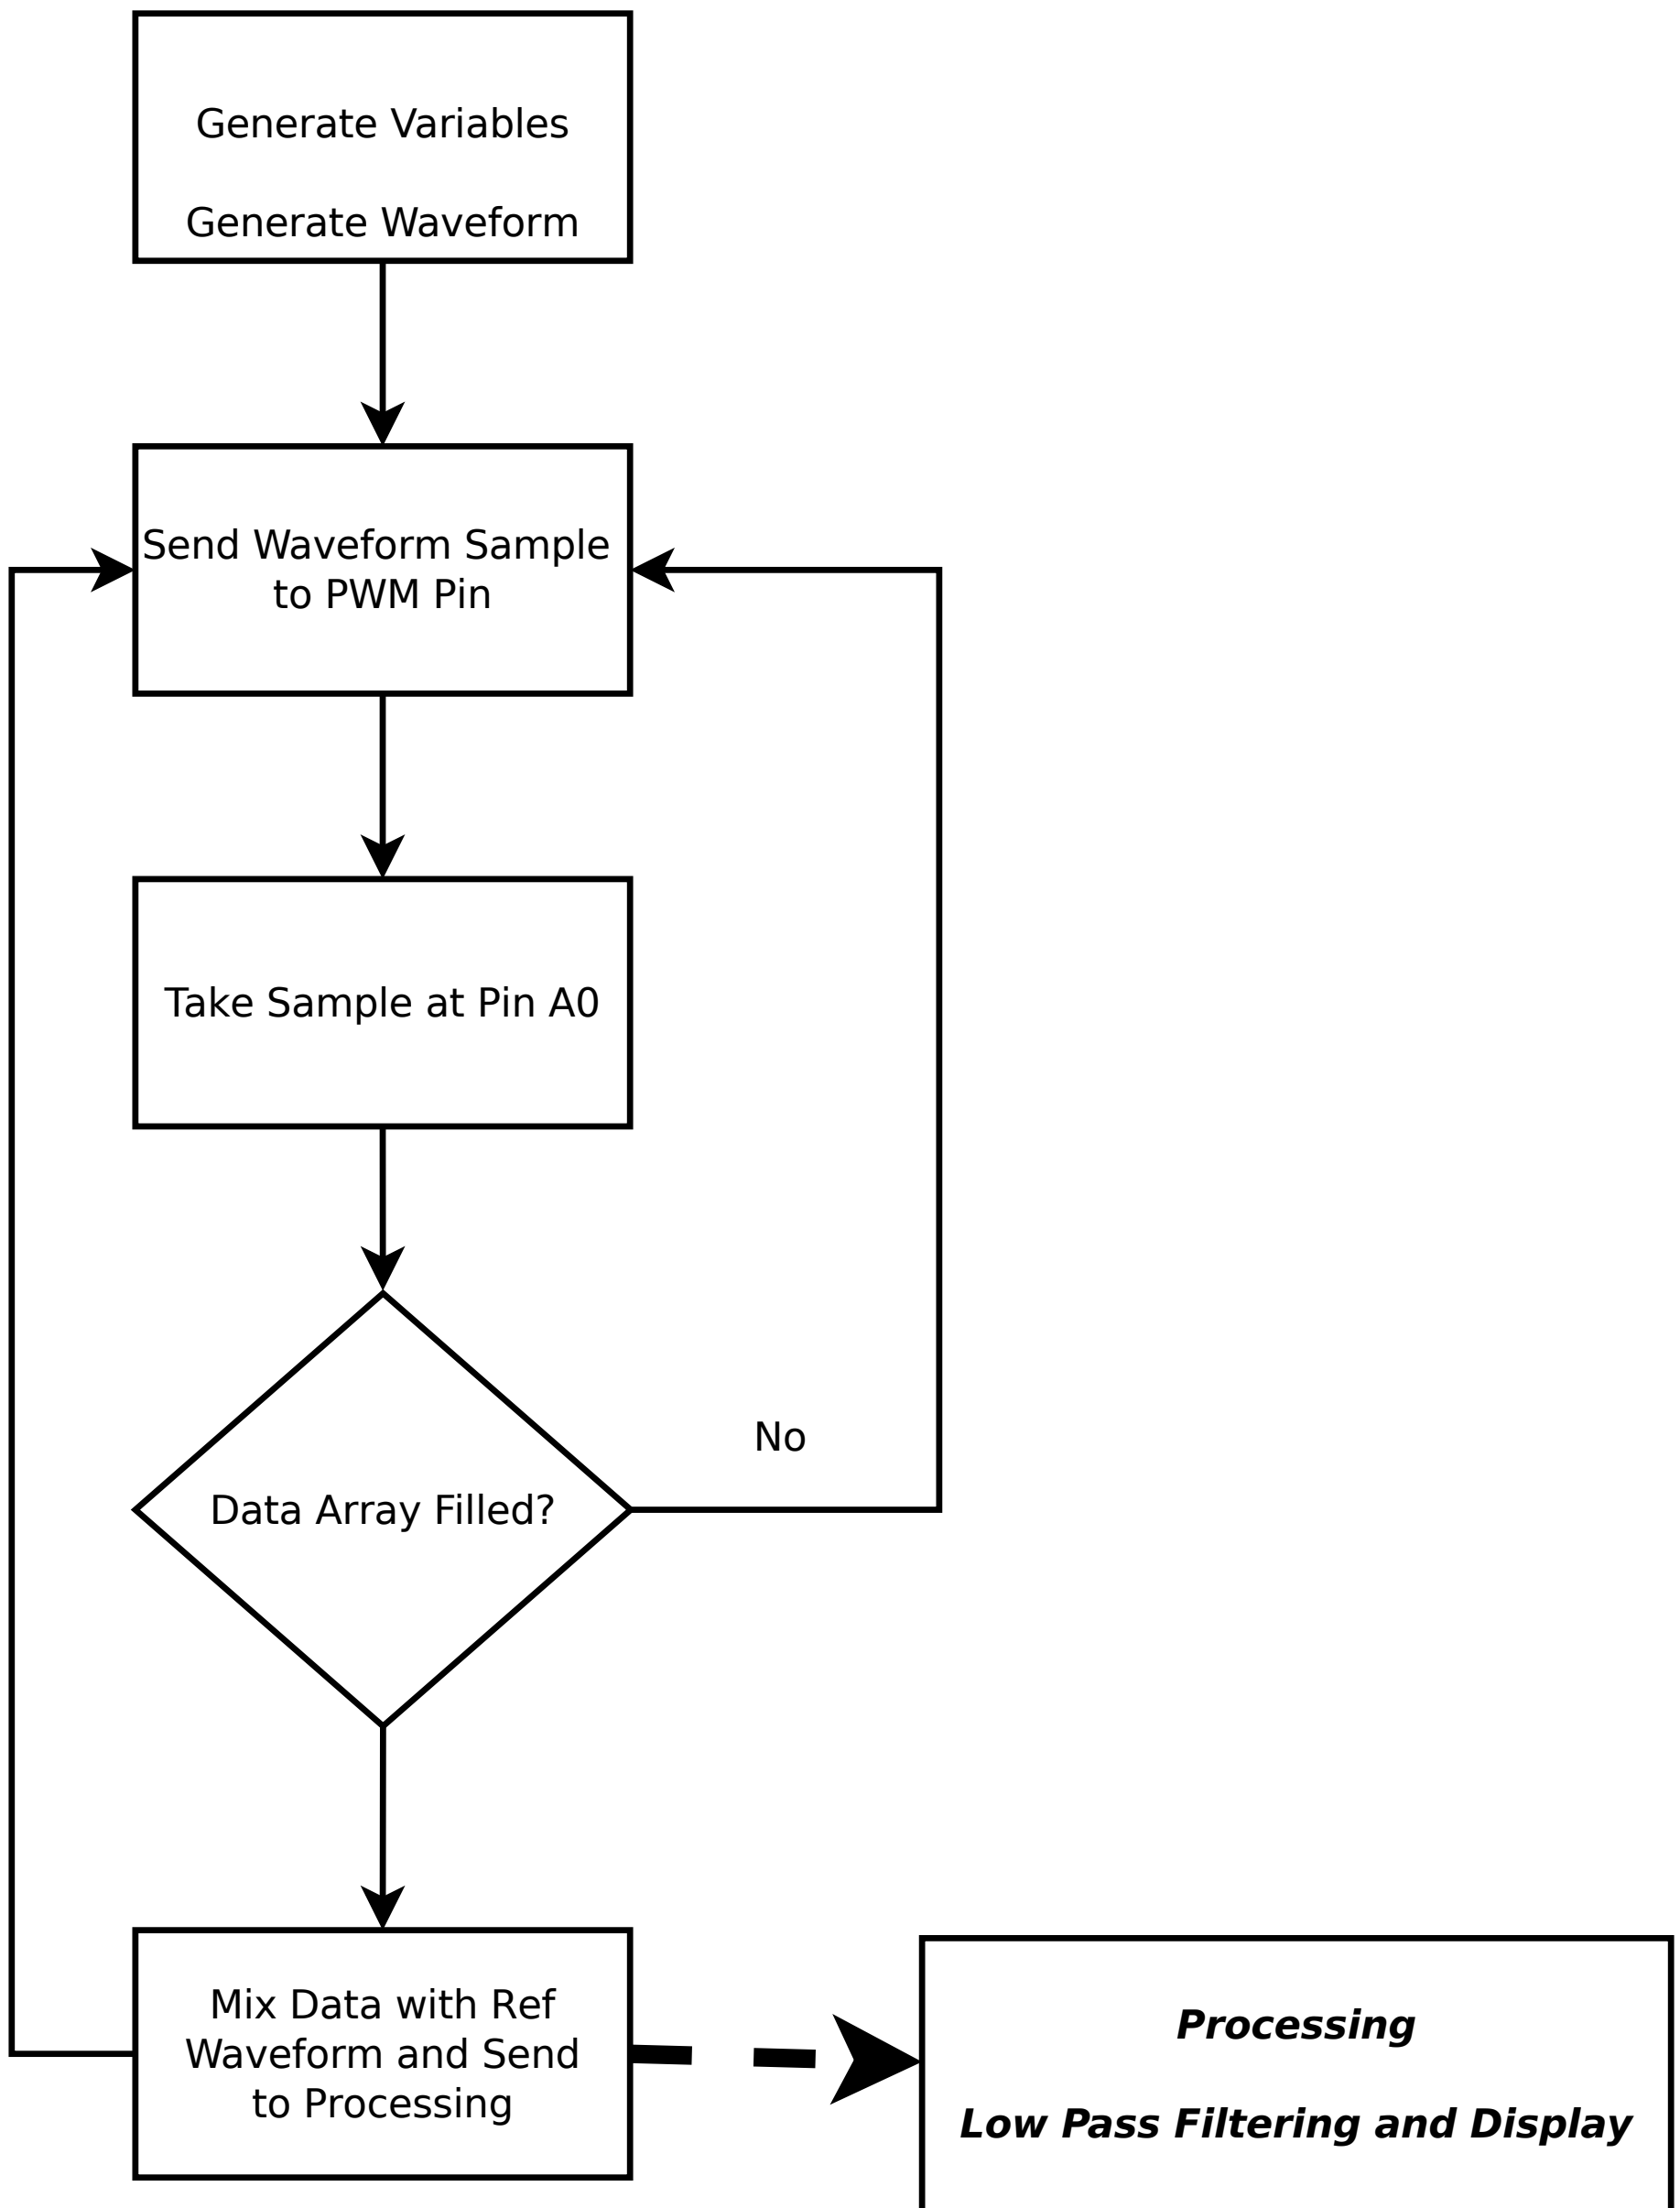 Generate Variables
Generate Waveform
Send Waveform Sample
to PWM Pin
Take Sample at Pin A0
No
Data Array Filled?
Mix Data with Ref
Waveform and Send
to Processing
Processing
Low Pass Filtering and Display